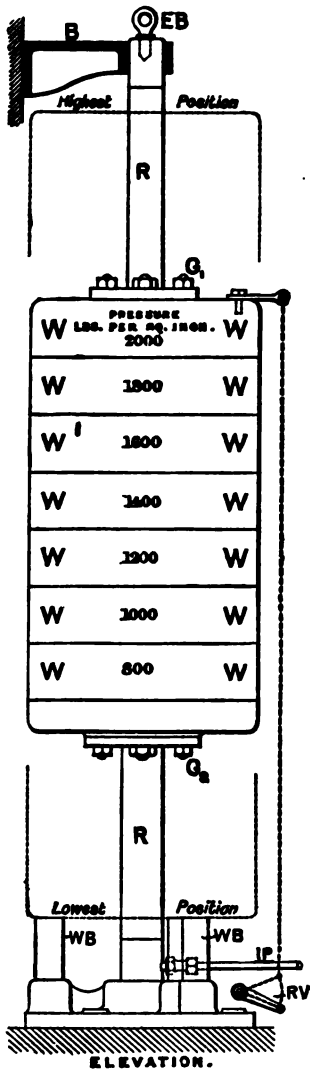 B
EB
Highest Position
R
G1
PRESSURE
LBS. PER SQ. INCH.
W 2000 W
W 1800 W
W 1600 W
W 1400 W
W 1200 W
W 1000 W
W 800 W
G2
R
Lowest Position
WB WB
IP
RV
ELEVATION.